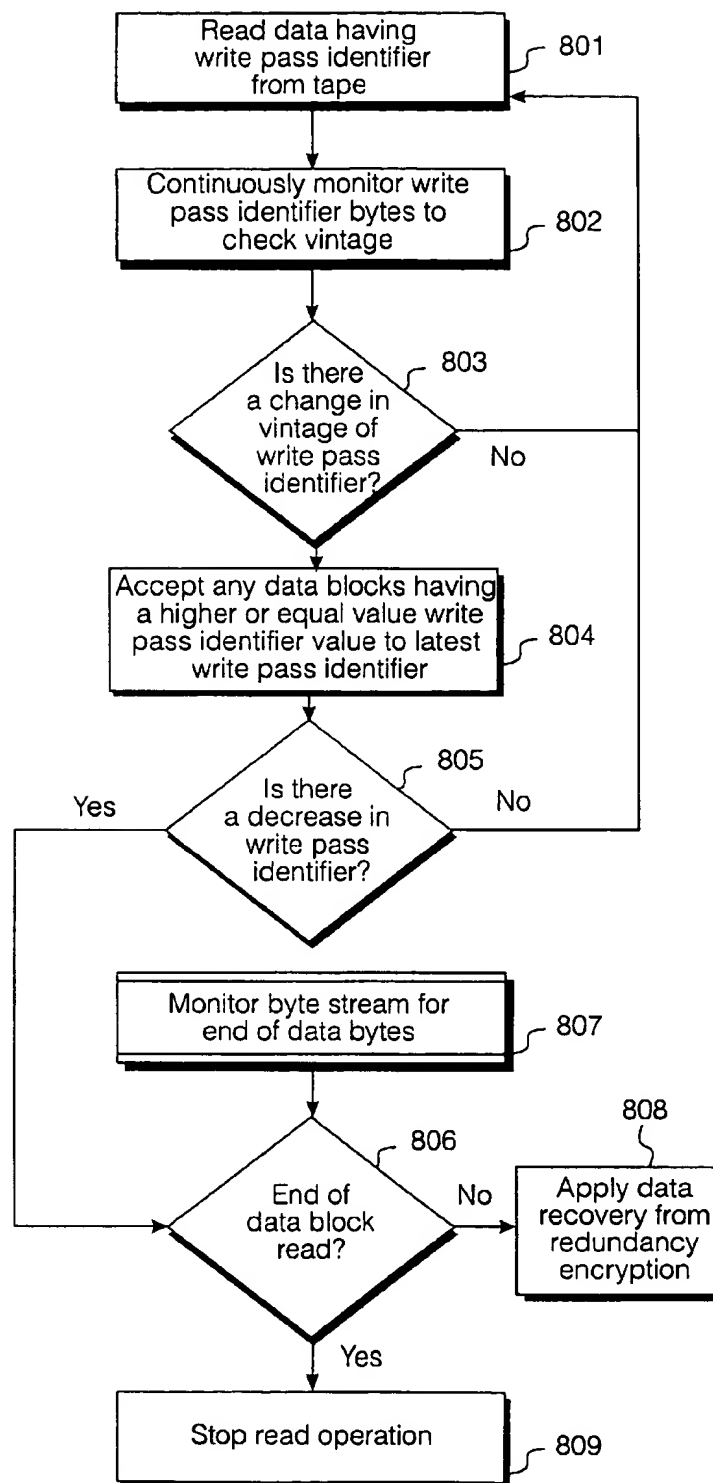 Read data having
write pass identifier
from tape
801
Continuously monitor write
pass identifier bytes to
check vintage
802
803
Is there
a change in
vintage of
write pass
identifier?
No
Accept any data blocks having
a higher or equal value write
pass identifier value to latest
write pass identifier
804
805
Yes
Is there
a decrease in
write pass
identifier?
No
Monitor byte stream for
end of data bytes
807
806
808
End of
data block
read?
No
Apply data
recovery from
redundancy
encryption
Yes
Stop read operation
809